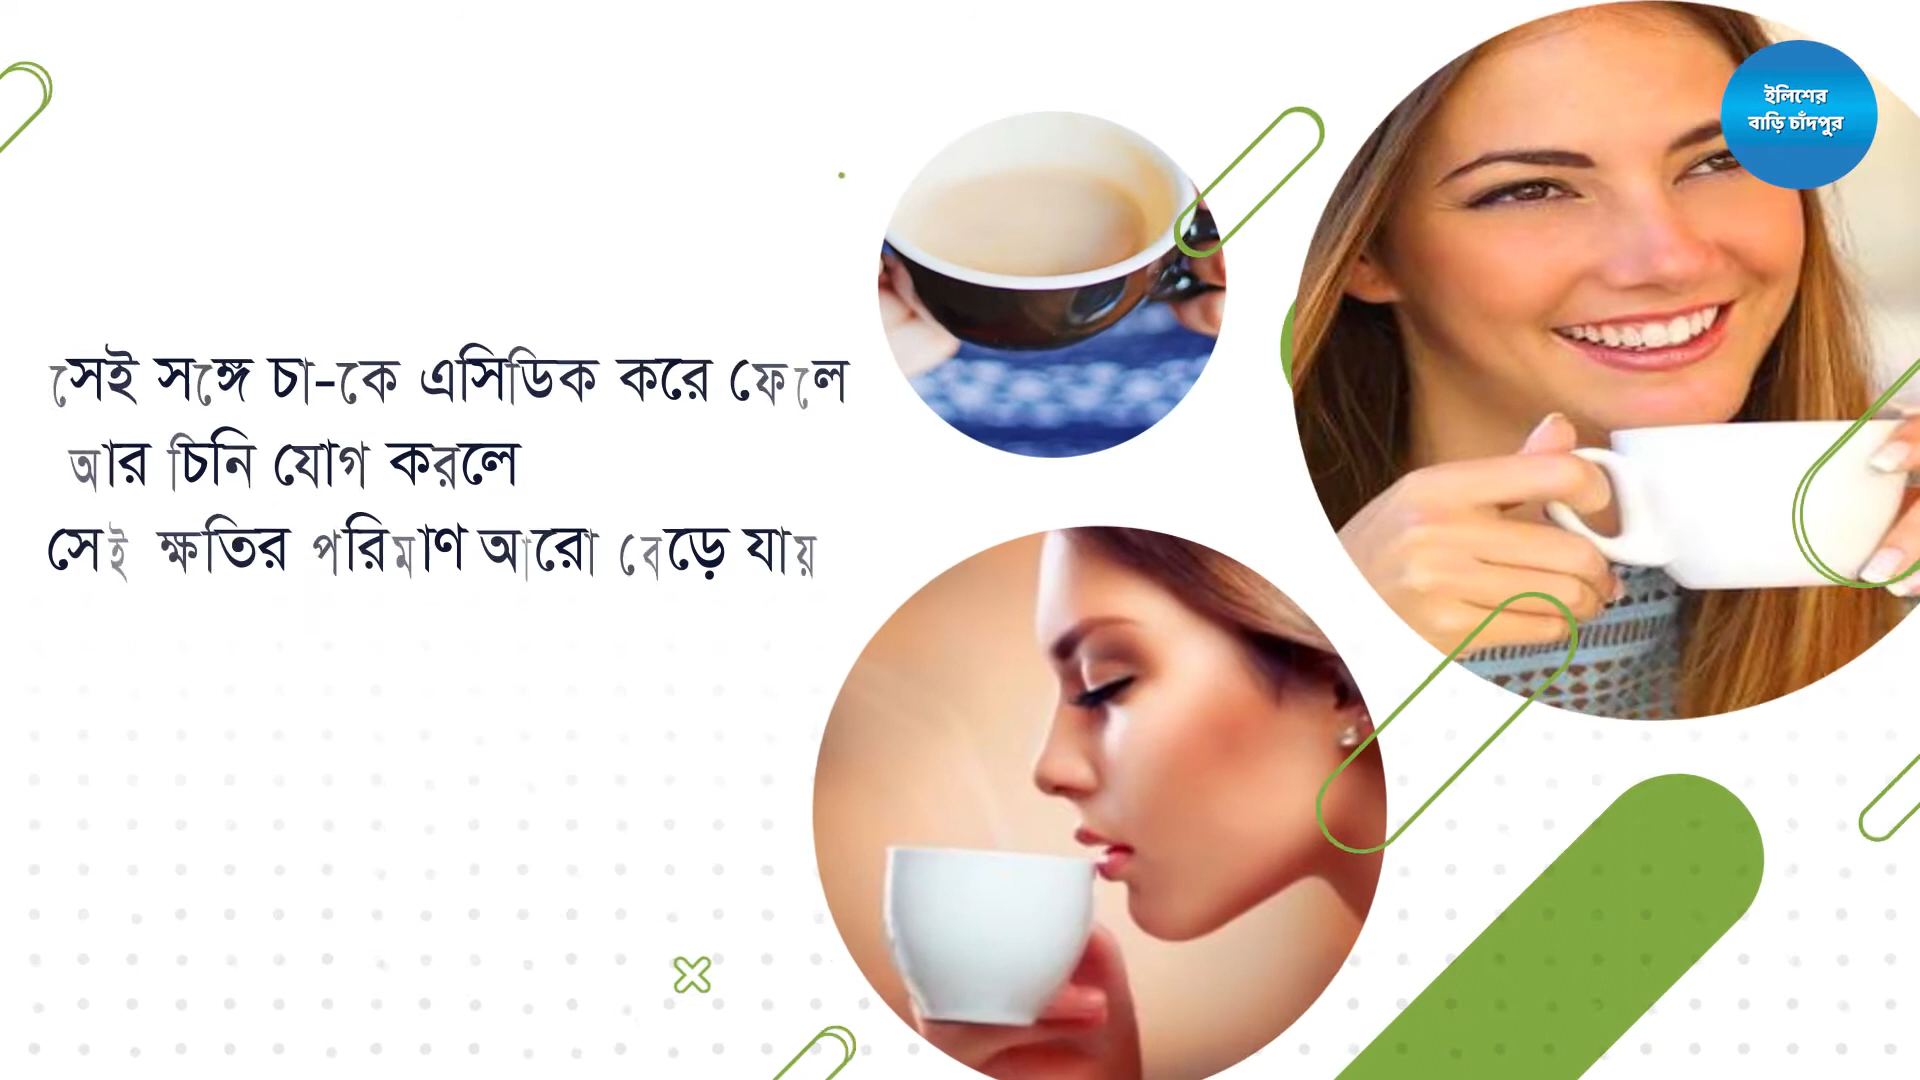 সেই সঙ্গে চা-কে এসিডিক করে ফেলে
আর চিনি যোগ করলে
সেই ক্ষতির পরিমাণ আরো বেড়ে যায়
ইলিশের
বাড়ি চাঁদপুর